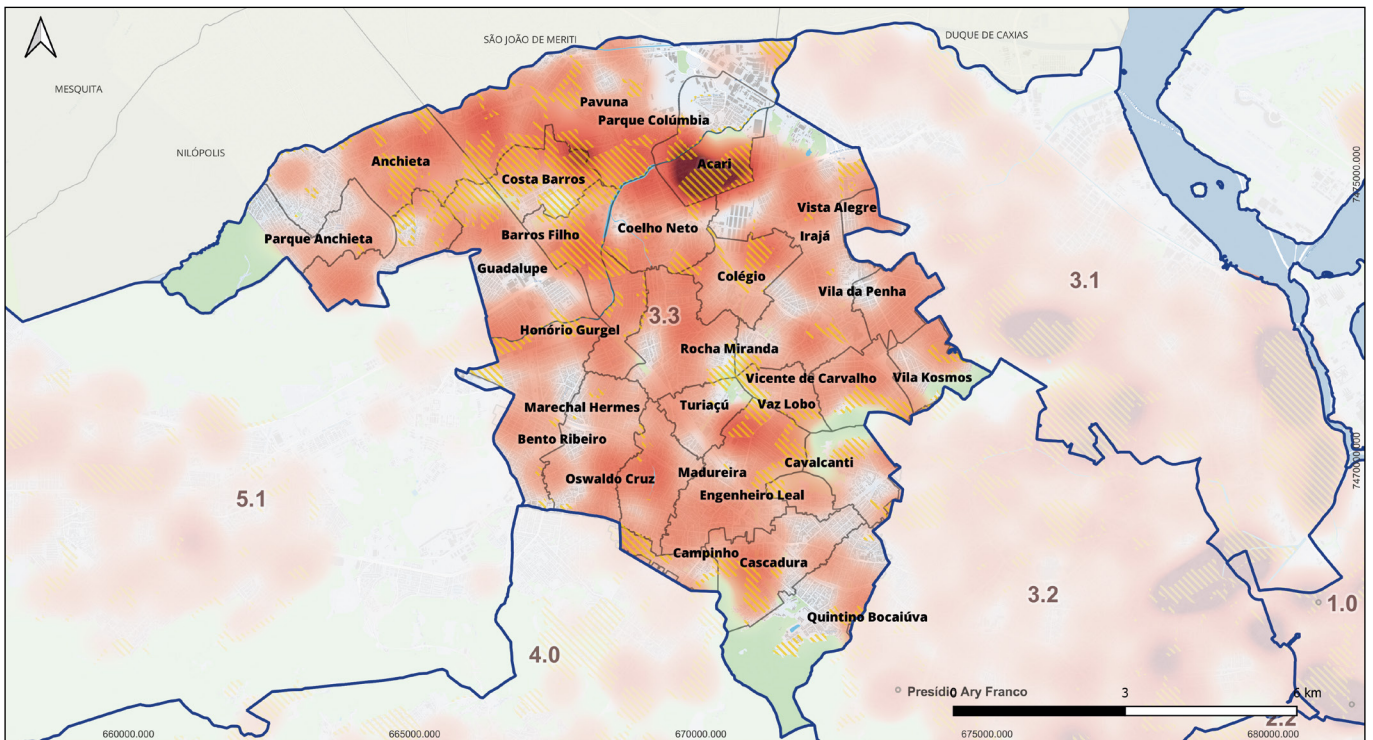 SÃO JOÃO DE MERITI
DUQUE DE CAXIAS
MESQUITA
Pavuna
Parque Colúmbia
NILÓPOLIS
Anchieta
Acari
Costa Barros
7475000.000
Vista Alegre
Coelho Neto
Barros Filho
Irajá
Parque Anchieta
Guadalupe
Colégio
3.1
Vila da Penha
3.3
Honório Gurgel
Rocha Miranda
Vicente de Carvalho
Vila Kosmos
Marechal Hermes
Turiaçú
Vaz Lobo
Bento Ribeiro
7470000.000
Cavalcanti
Madureira
Oswaldo Cruz
Engenheiro Leal
5.1
Campinho
Cascadura
3.2
1.0
Quintino Bocaiúva
4.0
Presídio Ary Franco
0 3 6 km
2.2
660000.000 665000.000 670000.000 675000.000 680000.000